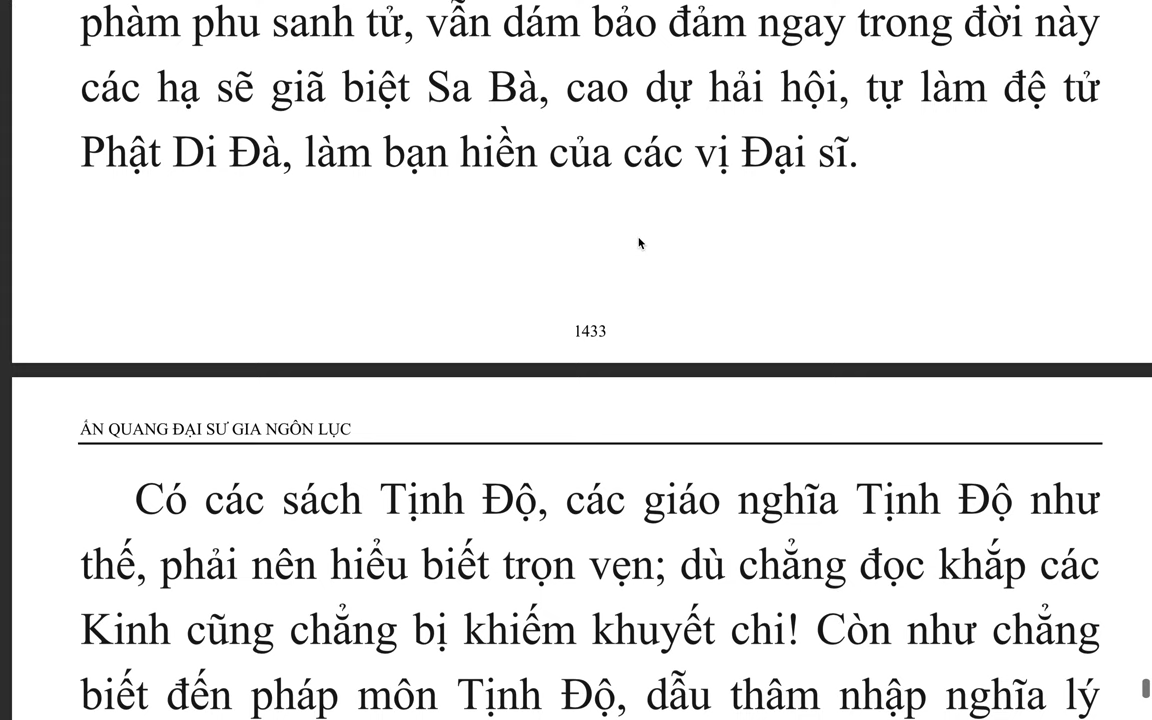 phàm phu sanh tử, vẫn dám bảo đảm ngay trong đời này
các hạ sẽ giã biệt Sa Bà, cao dự hải hội, tự làm đệ tử
Phật Di Đà, làm bạn hiền của các vị Đại sĩ.
1433
ẤN QUANG ĐẠI SƯ GIA NGÔN LỤC
Có các sách Tịnh Độ, các giáo nghĩa Tịnh Độ như
thế, phải nên hiểu biết trọn vẹn; dù chẳng đọc khắp các
Kinh cũng chẳng bị khiếm khuyết chi! Còn như chẳng
biết đến pháp môn Tịnh Độ, dẫu thâm nhập nghĩa lý